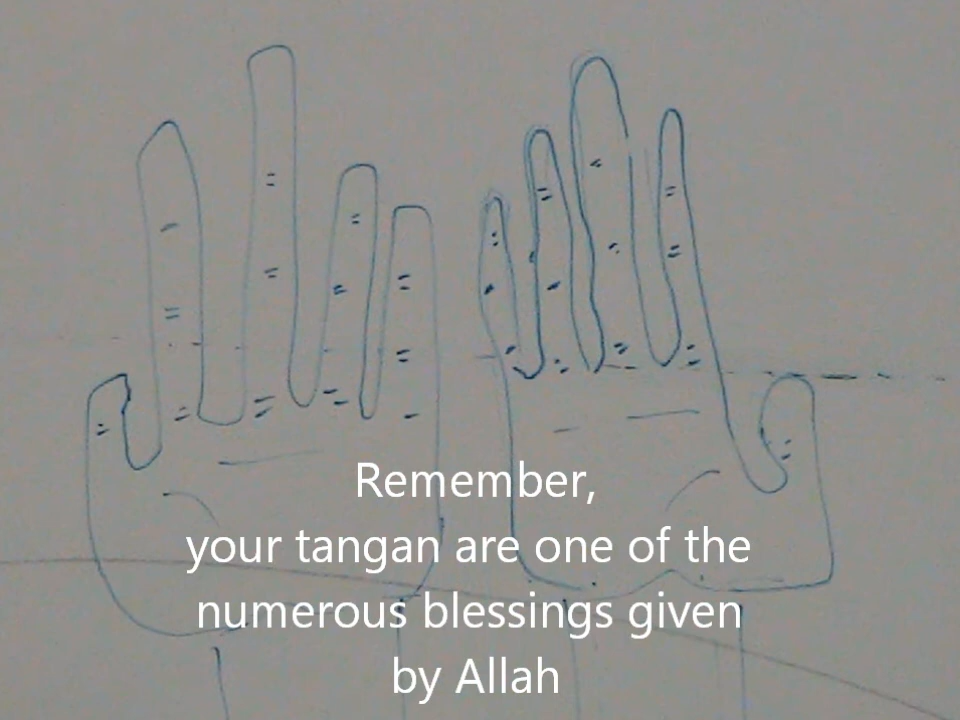 Remember,
your tangan are one of the
numerous blessings given
by Allah